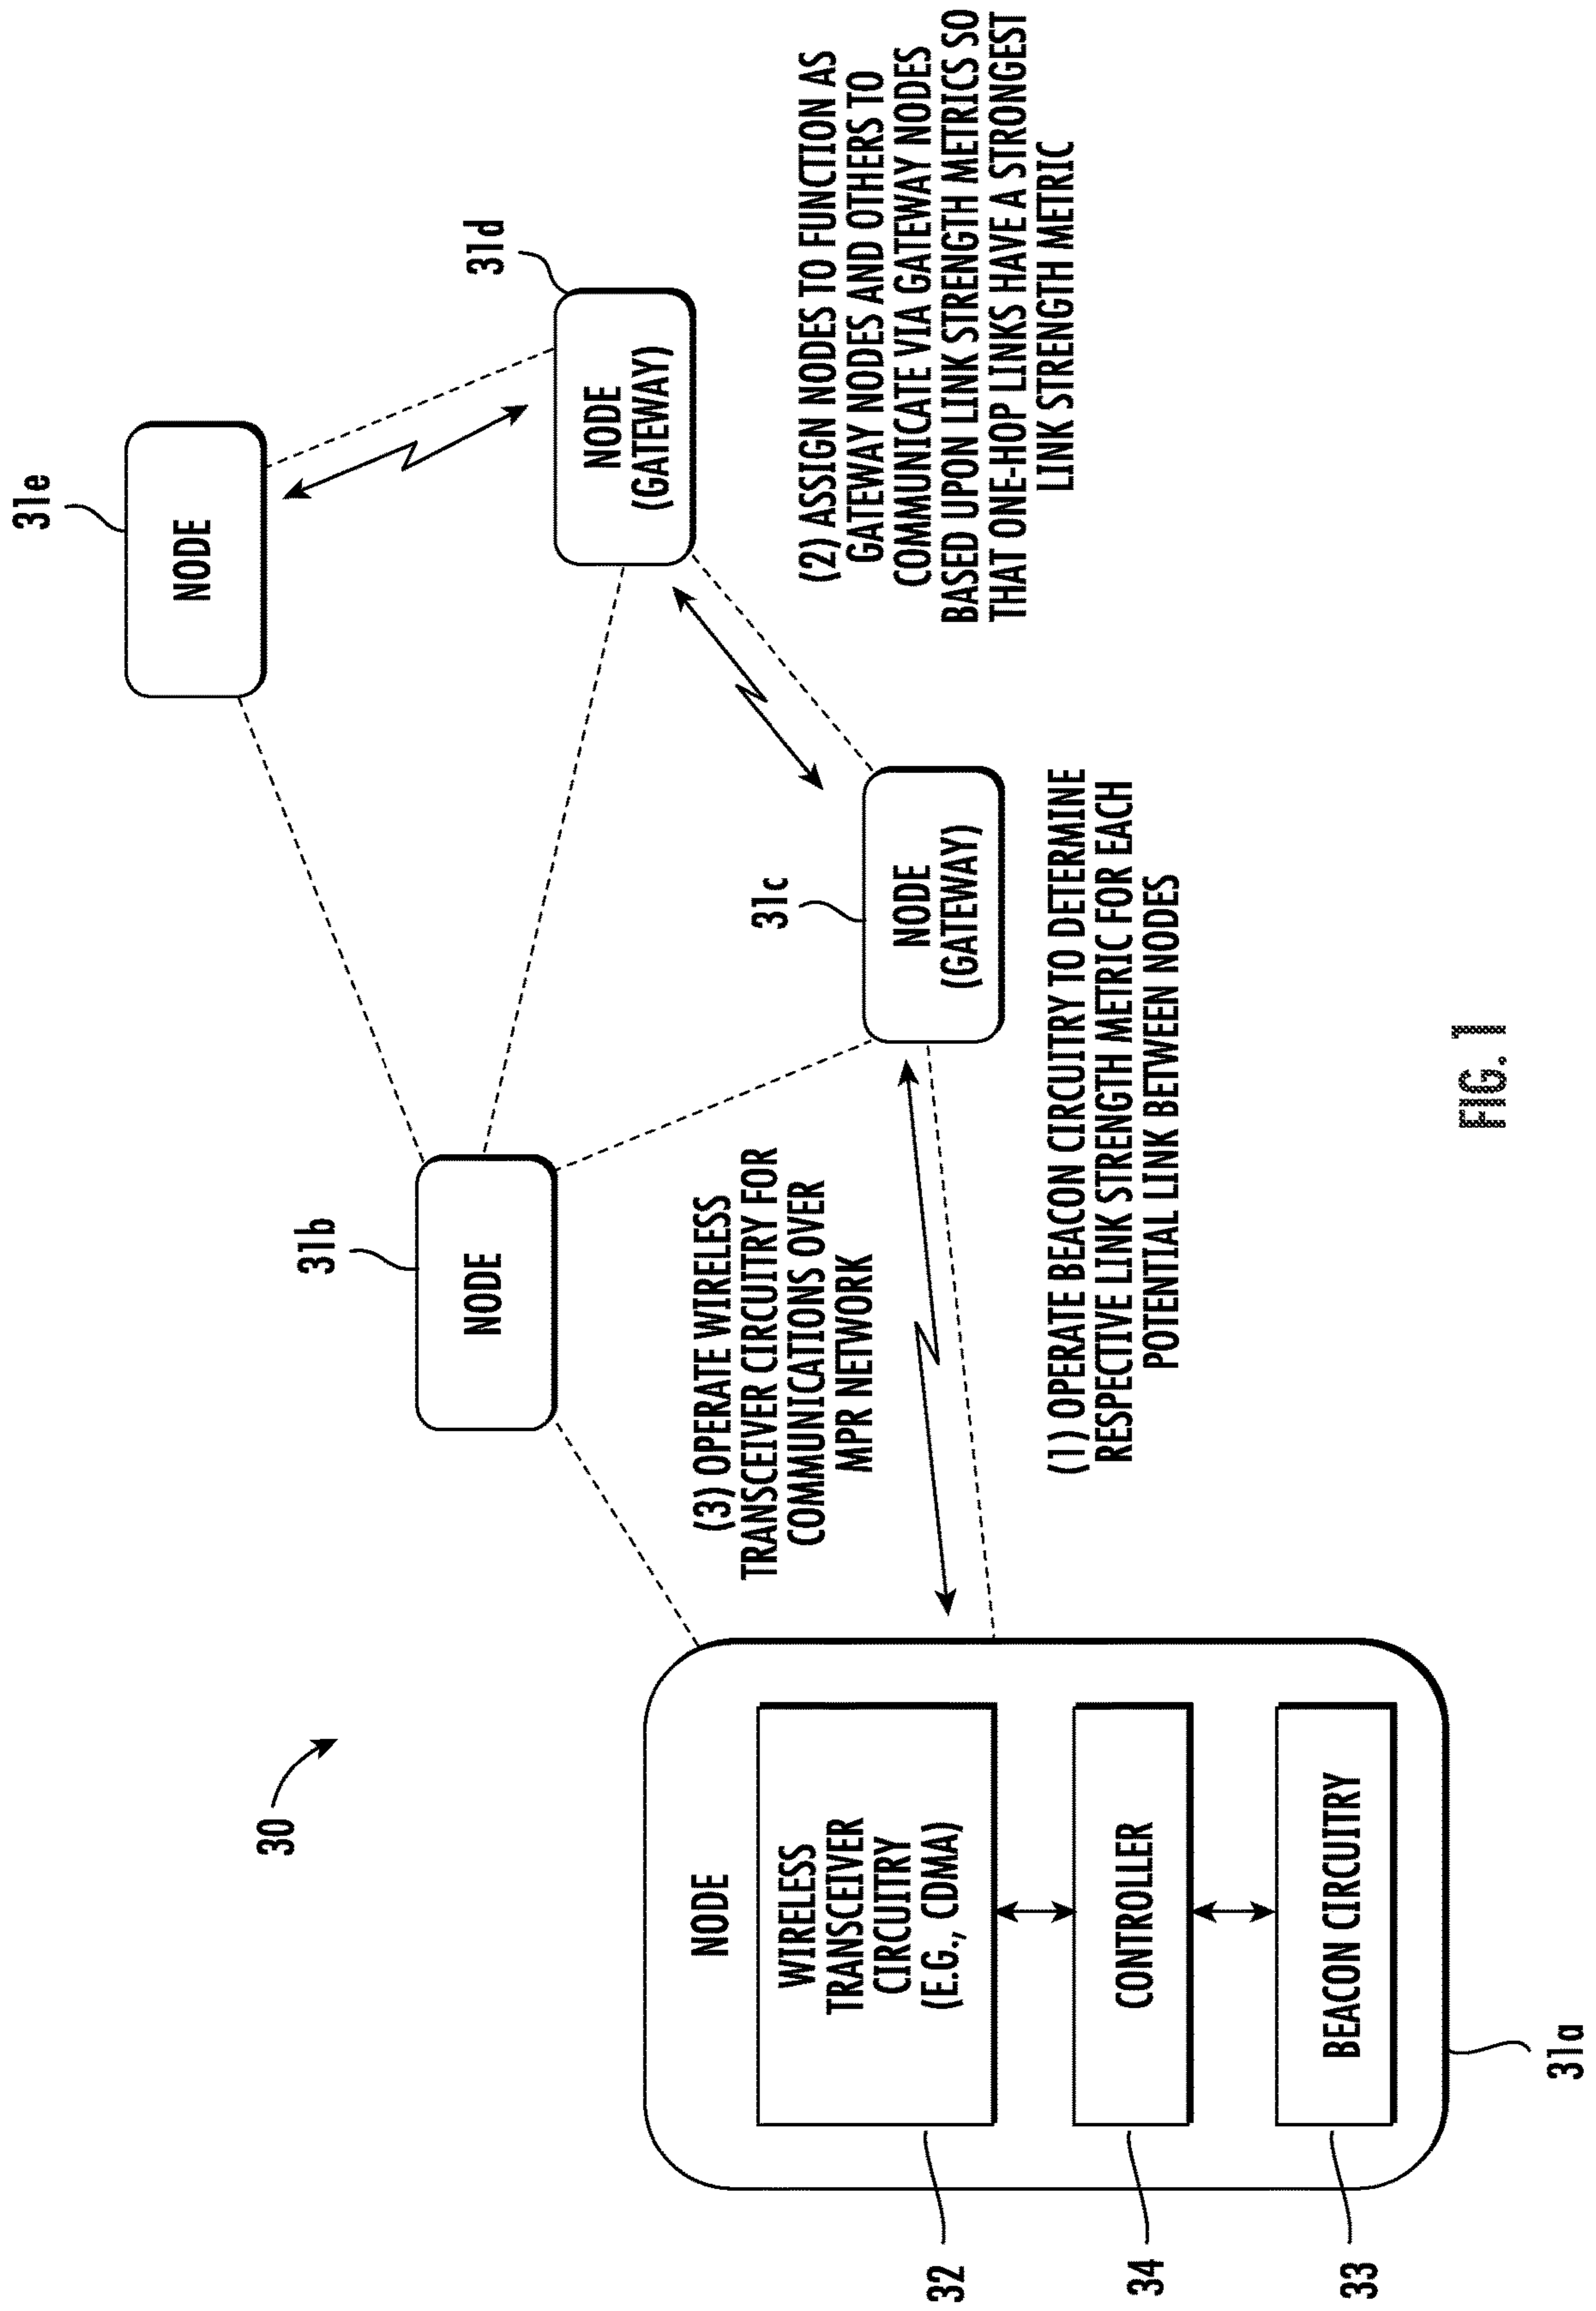 30
31e
NODE
31b
NODE
31d
NODE
(GATEWAY)
31c
NODE
(GATEWAY)
NODE
WIRELESS
TRANSCEIVER
CIRCUITRY
(E.G., CDMA)
CONTROLLER
BEACON CIRCUITRY
32
34
33
31a
(3) OPERATE WIRELESS
TRANSCEIVER CIRCUITRY FOR
COMMUNICATIONS OVER
MPR NETWORK
(2) ASSIGN NODES TO FUNCTION AS
GATEWAY NODES AND OTHERS TO
COMMUNICATE VIA GATEWAY NODES
BASED UPON LINK STRENGTH METRICS SO
THAT ONE-HOP LINKS HAVE A STRONGEST
LINK STRENGTH METRIC
(1) OPERATE BEACON CIRCUITRY TO DETERMINE
RESPECTIVE LINK STRENGTH METRIC FOR EACH
POTENTIAL LINK BETWEEN NODES
FIG. 1